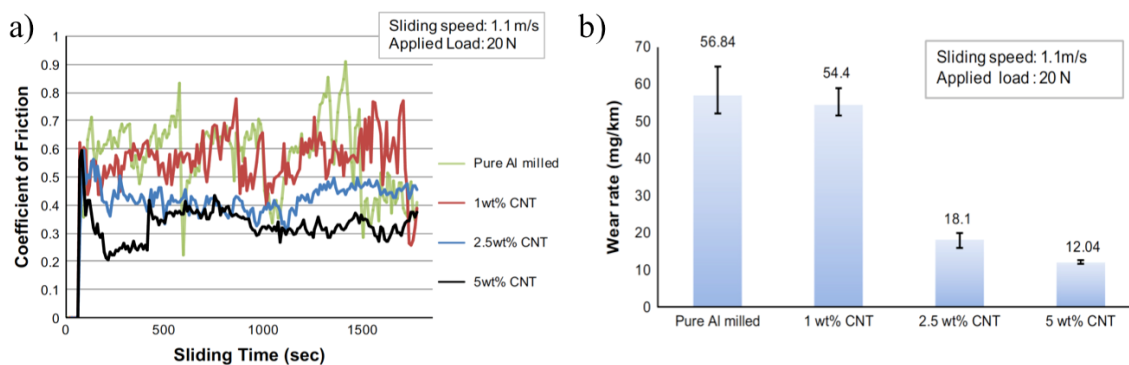 a)
Sliding speed: 1.1 m/s
Applied Load: 20 N
Coefficient of Friction
1
0.9
0.8
0.7
0.6
0.5
0.4
0.3
0.2
0.1
0
0
500
1000
1500
Sliding Time (sec)
Pure Al milled
1wt% CNT
2.5wt% CNT
5wt% CNT
b)
Sliding speed: 1.1m/s
Applied load : 20 N
Wear rate (mg/km)
70
60
50
40
30
20
10
0
56.84
54.4
18.1
12.04
Pure Al milled
1 wt% CNT
2.5 wt% CNT
5 wt% CNT